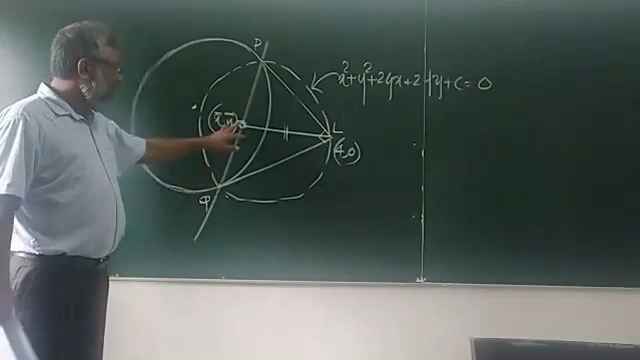 P
x² + y² + 2gx + 2fy + c = 0
L
(4,0)
φ